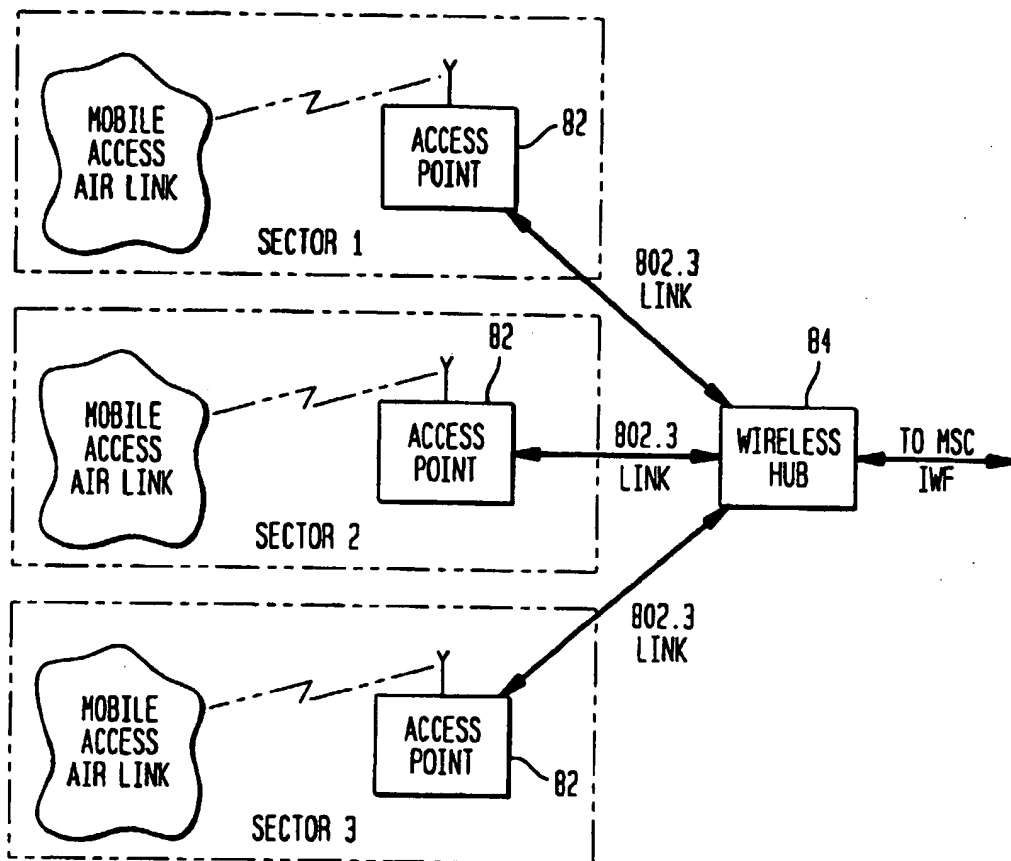 MOBILE
ACCESS
AIR LINK
ACCESS
POINT
82
SECTOR 1
802.3
LINK
MOBILE
ACCESS
AIR LINK
82
ACCESS
POINT
SECTOR 2
802.3
LINK
84
WIRELESS
HUB
TO MSC
IWF
MOBILE
ACCESS
AIR LINK
ACCESS
POINT
82
SECTOR 3
802.3
LINK